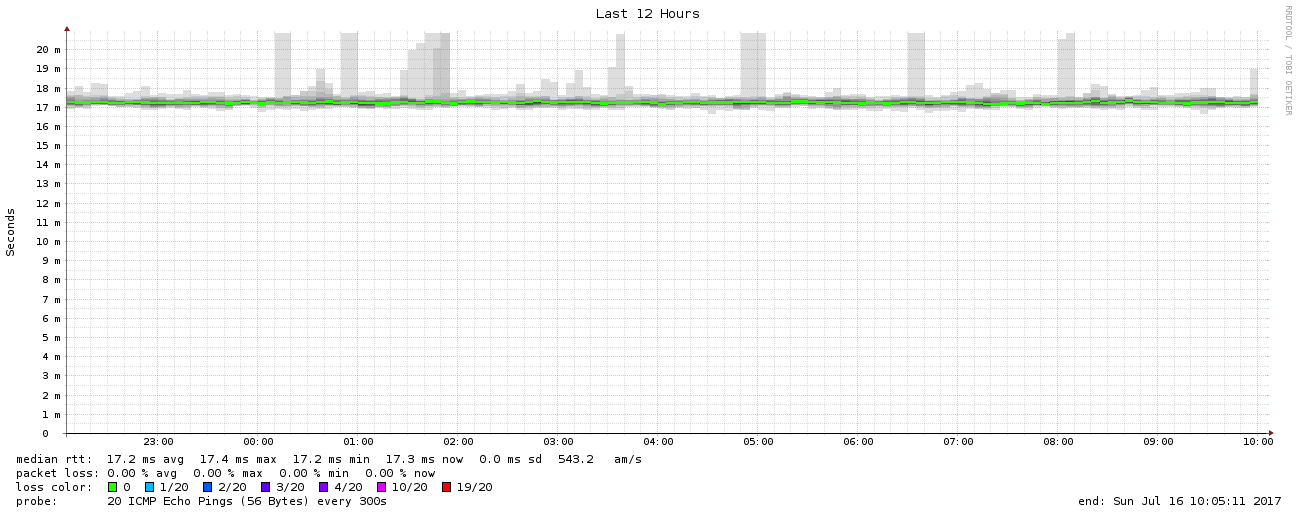 Last 12 Hours
RRDTOOL / TOBI OETIKER
Seconds
20 m
19 m
18 m
17 m
16 m
15 m
14 m
13 m
12 m
11 m
10 m
9 m
8 m
7 m
6 m
5 m
4 m
3 m
2 m
1 m
0
23:00 00:00 01:00 02:00 03:00 04:00 05:00 06:00 07:00 08:00 09:00 10:00
median rtt: 17.2 ms avg 17.4 ms max 17.2 ms min 17.3 ms now 0.0 ms sd 543.2 am/s
packet loss: 0.00 % avg 0.00 % max 0.00 % min 0.00 % now
loss color: 0 1/20 2/20 3/20 4/20 10/20 19/20
probe: 20 ICMP Echo Pings (56 Bytes) every 300s end: Sun Jul 16 10:05:11 2017